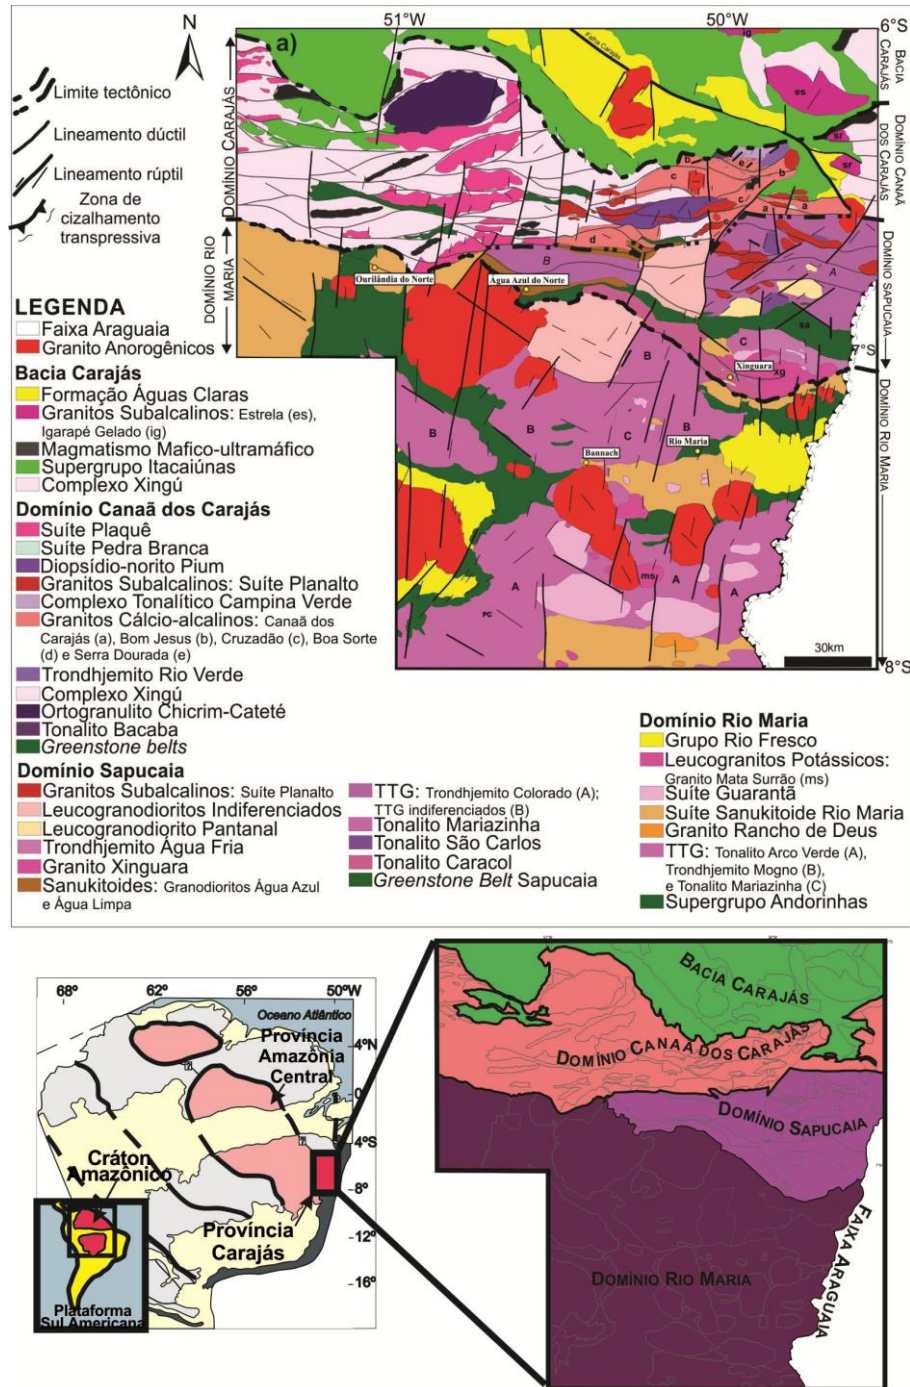 51°W
50°W
6°S
N
a)
Falha Carajás
ig
es
sr
sr
BACIA CARAJÁS
DOMÍNIO CANAÃ DOS CARAJÁS
DOMÍNIO SAPUCAIA
DOMÍNIO RIO MARIA
DOMÍNIO CARAJÁS
DOMÍNIO RIO MARIA
Limite tectônico
Lineamento dúctil
Lineamento rúptil
Zona de
cizalhamento
transpressiva
b
e
b
c
c
a
a
d
B
A
Ourilândia do Norte
Água Azul do Norte
sa
7°S
C
Xinguara
xg
B
B
B
C
B
Rio Maria
Bannach
A
ms
A
A
PC
30km
8°S
LEGENDA
Faixa Araguaia
Granito Anorogênicos
Bacia Carajás
Formação Águas Claras
Granitos Subalcalinos: Estrela (es),
Igarapé Gelado (ig)
Magmatismo Mafico-ultramáfico
Supergrupo Itacaiúnas
Complexo Xingú
Domínio Canaã dos Carajás
Suíte Plaquê
Suíte Pedra Branca
Diopsídio-norito Pium
Granitos Subalcalinos: Suíte Planalto
Complexo Tonalítico Campina Verde
Granitos Cálcio-alcalinos: Canaã dos
Carajás (a), Bom Jesus (b), Cruzadão (c), Boa Sorte
(d) e Serra Dourada (e)
Trondhjemito Rio Verde
Complexo Xingú
Ortogranulito Chicrim-Cateté
Tonalito Bacaba
Greenstone belts
Domínio Sapucaia
Granitos Subalcalinos: Suíte Planalto
Leucogranodioritos Indiferenciados
Leucogranodiorito Pantanal
Trondhjemito Água Fria
Granito Xinguara
Sanukitoides: Granodioritos Água Azul
e Água Limpa
TTG: Trondhjemito Colorado (A);
TTG indiferenciados (B)
Tonalito Mariazinha
Tonalito São Carlos
Tonalito Caracol
Greenstone Belt Sapucaia
Domínio Rio Maria
Grupo Rio Fresco
Leucogranitos Potássicos:
Granito Mata Surrão (ms)
Suíte Guarantã
Suíte Sanukitoide Rio Maria
Granito Rancho de Deus
TTG: Tonalito Arco Verde (A),
Trondhjemito Mogno (B),
e Tonalito Mariazinha (C)
Supergrupo Andorinhas
68°
62°
56°
50°W
Oceano Atlântico
4°N
Província
Amazônia
Central
0
?
4°S
?
Cráton
Amazônico
-8°
Província
Carajás
-12°
-16°
Plataforma
Sul Americana
BACIA CARAJÁS
DOMÍNIO CANAÃ DOS CARAJÁS
DOMÍNIO SAPUCAIA
DOMÍNIO RIO MARIA
FAIXA ARAGUAIA